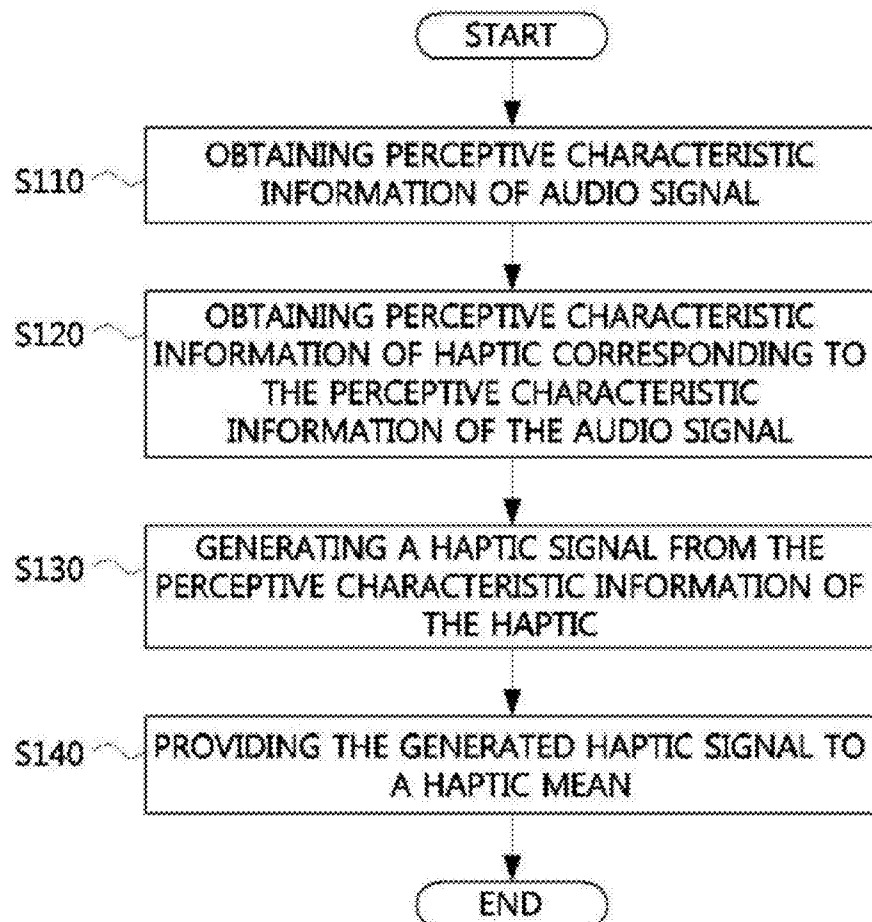 START
S110
OBTAINING PERCEPTIVE CHARACTERISTIC
INFORMATION OF AUDIO SIGNAL
S120
OBTAINING PERCEPTIVE CHARACTERISTIC
INFORMATION OF HAPTIC CORRESPONDING TO
THE PERCEPTIVE CHARACTERISTIC
INFORMATION OF THE AUDIO SIGNAL
S130
GENERATING A HAPTIC SIGNAL FROM THE
PERCEPTIVE CHARACTERISTIC INFORMATION OF
THE HAPTIC
S140
PROVIDING THE GENERATED HAPTIC SIGNAL TO
A HAPTIC MEAN
END